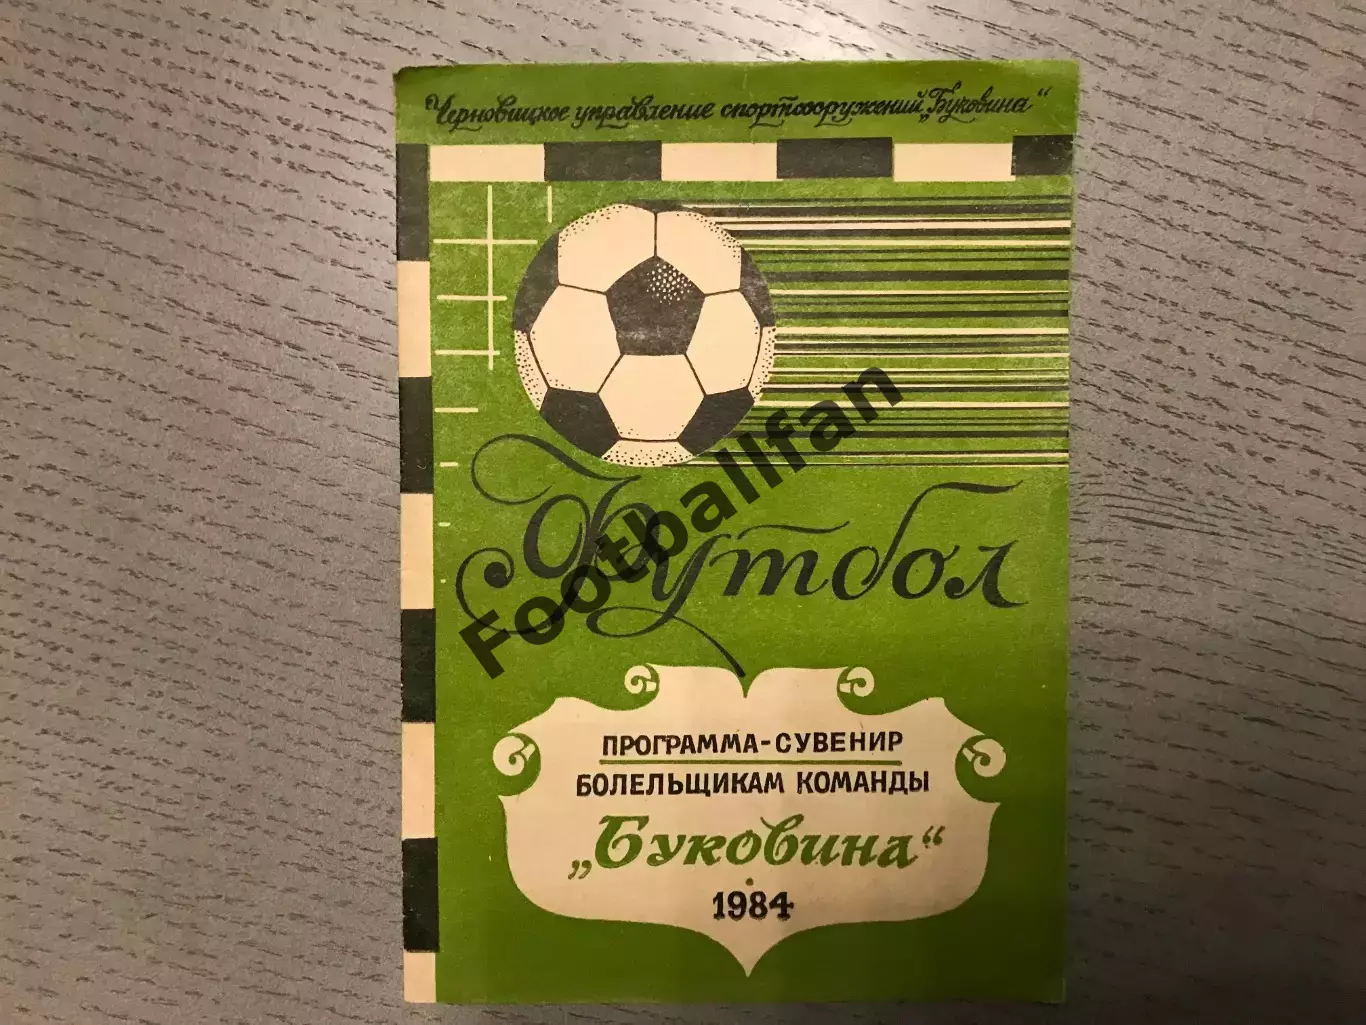 Черновицкое управление спортсооружений „Буковина“
Футбол
Footballfan
ПРОГРАММА-СУВЕНИР
БОЛЕЛЬЩИКАМ КОМАНДЫ
„Буковина“
1984